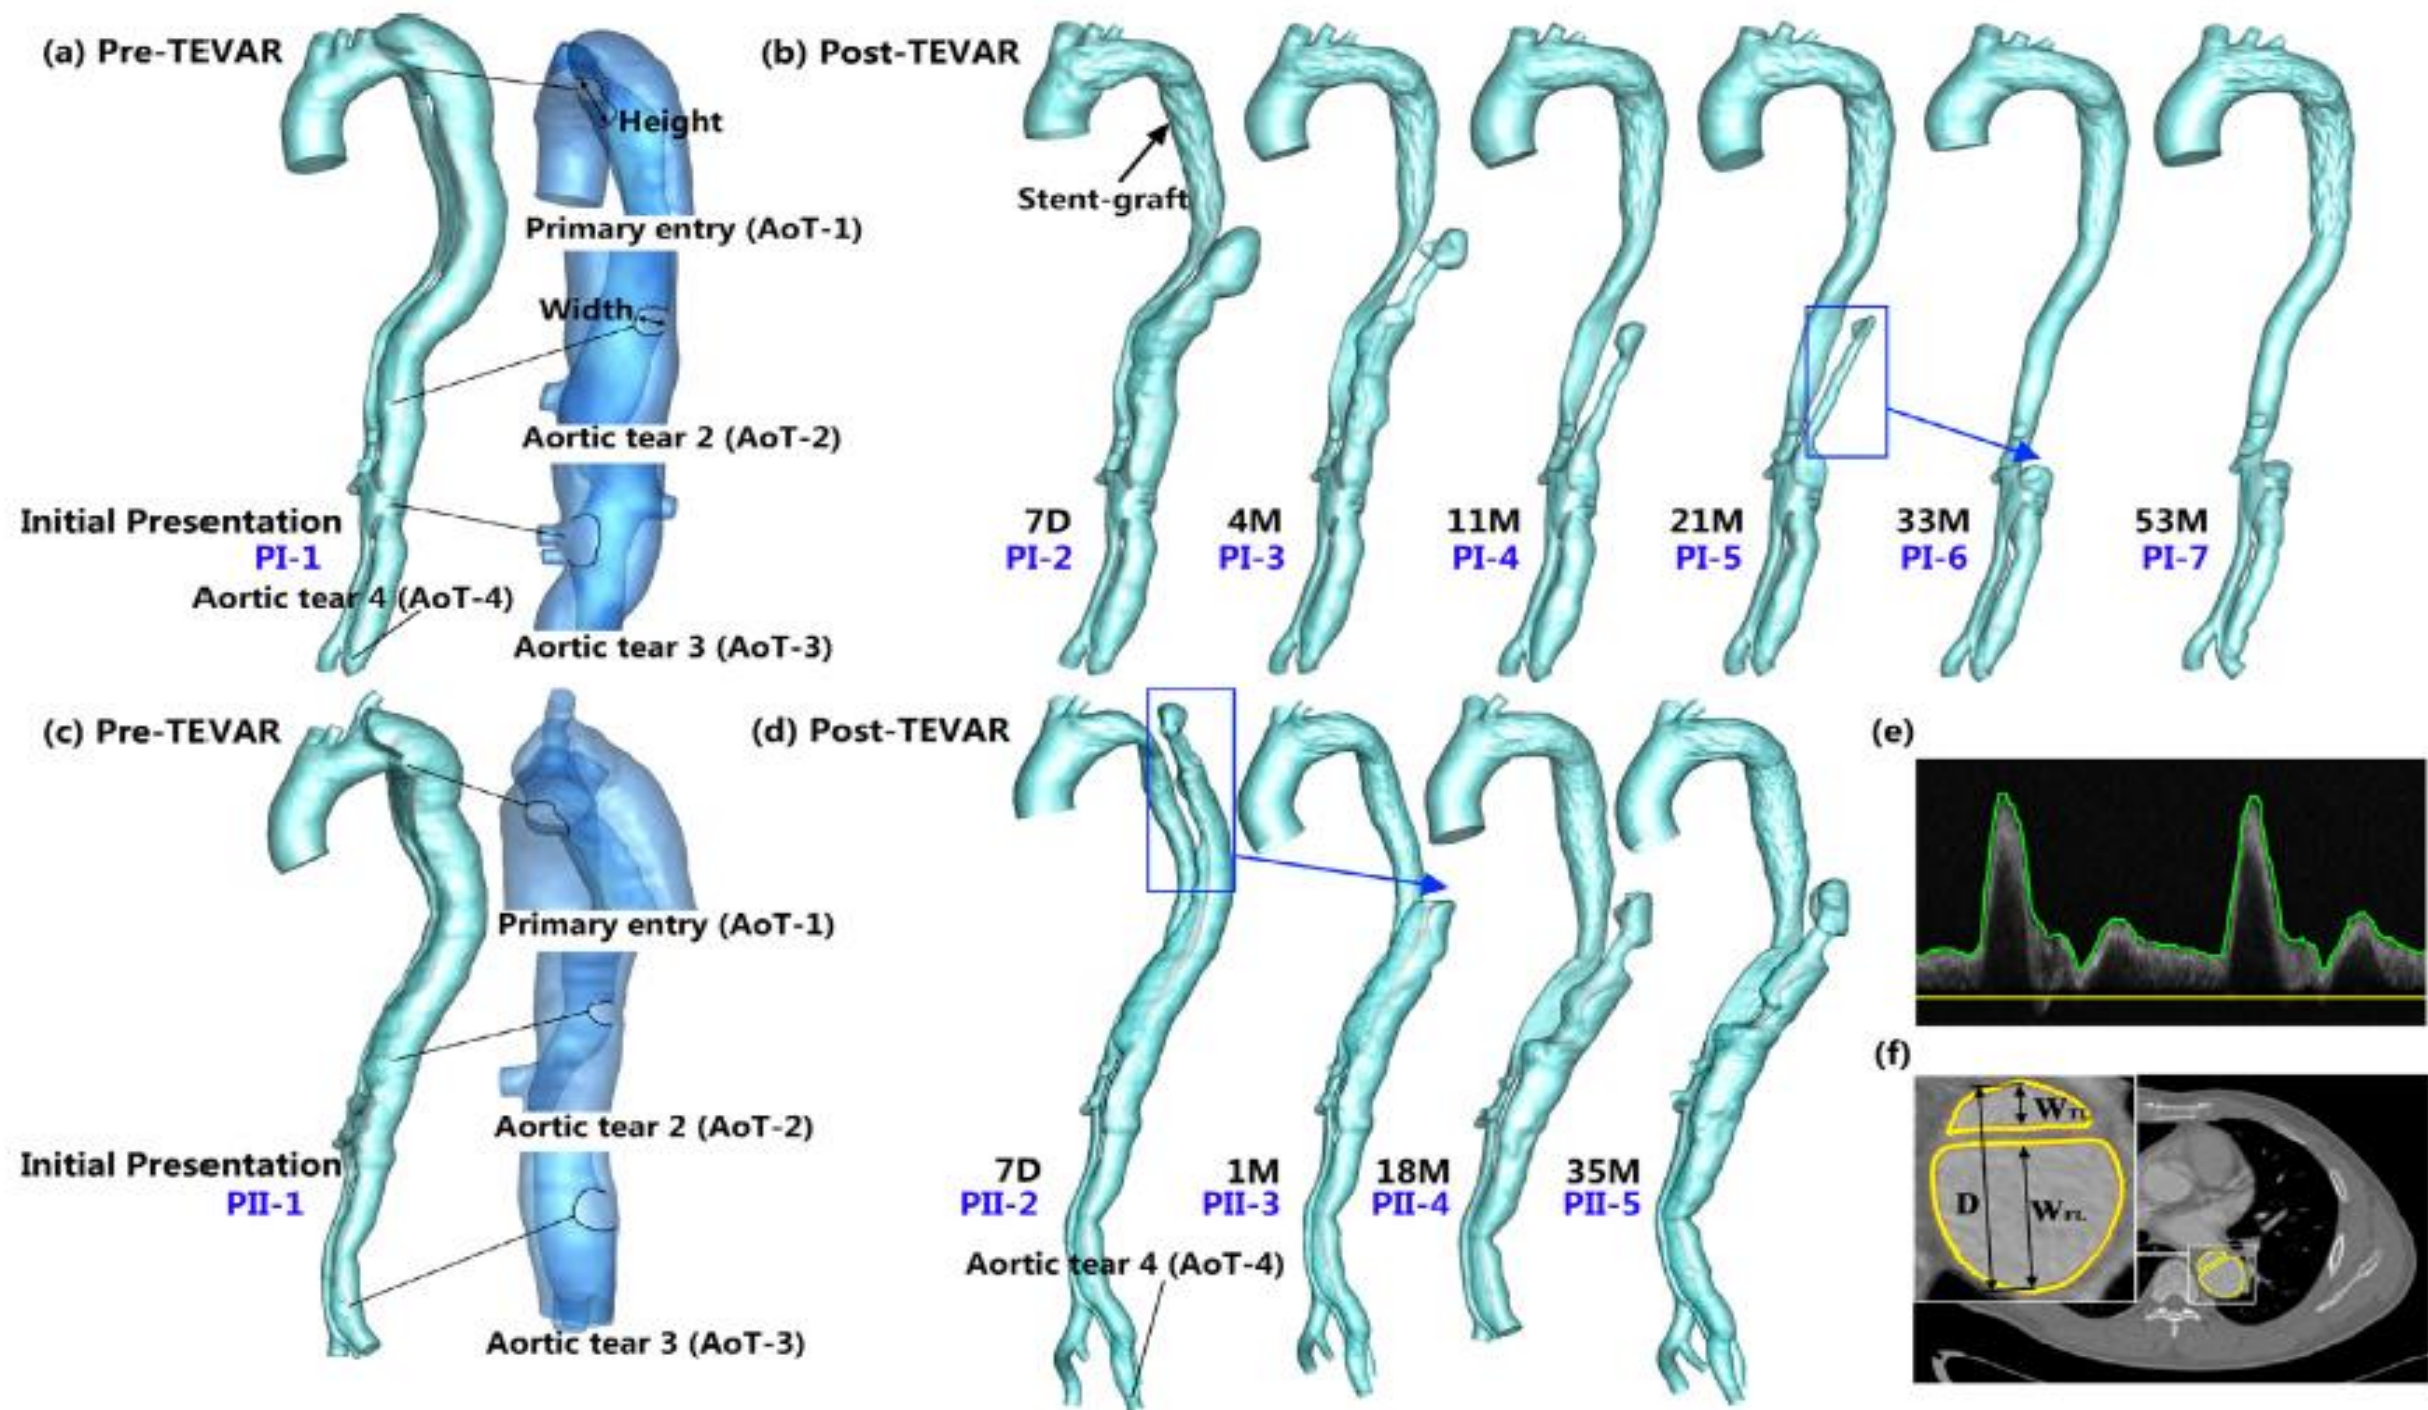 (a) Pre-TEVAR
Height
Primary entry (AoT-1)
Width
Aortic tear 2 (AoT-2)
Initial Presentation
PI-1
Aortic tear 4 (AoT-4)
Aortic tear 3 (AoT-3)
(b) Post-TEVAR
Stent-graft
7D
PI-2
4M
PI-3
11M
PI-4
21M
PI-5
33M
PI-6
53M
PI-7
(c) Pre-TEVAR
Primary entry (AoT-1)
Aortic tear 2 (AoT-2)
Initial Presentation
PII-1
Aortic tear 3 (AoT-3)
(d) Post-TEVAR
7D
PII-2
1M
PII-3
18M
PII-4
35M
PII-5
Aortic tear 4 (AoT-4)
(e)
(f)
WTL
D
WFL